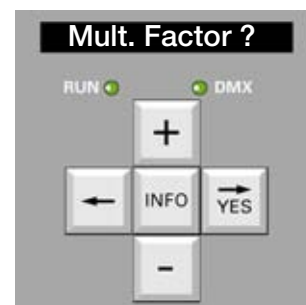 Mult. Factor ?
RUN DMX
+
← INFO → YES
-